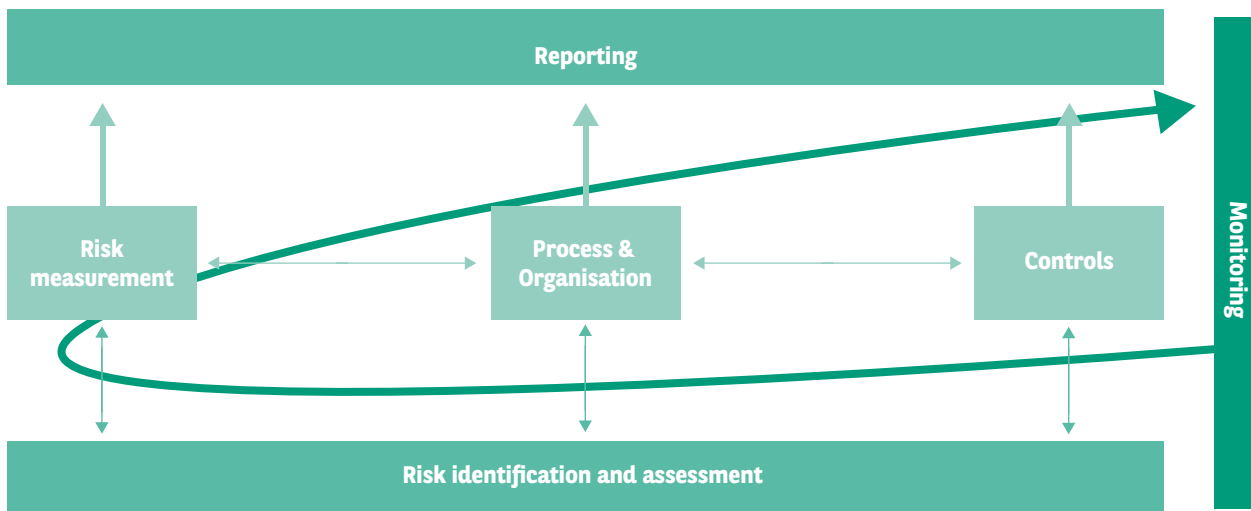 Reporting
Risk
measurement
Process &
Organisation
Controls
Monitoring
Risk identification and assessment